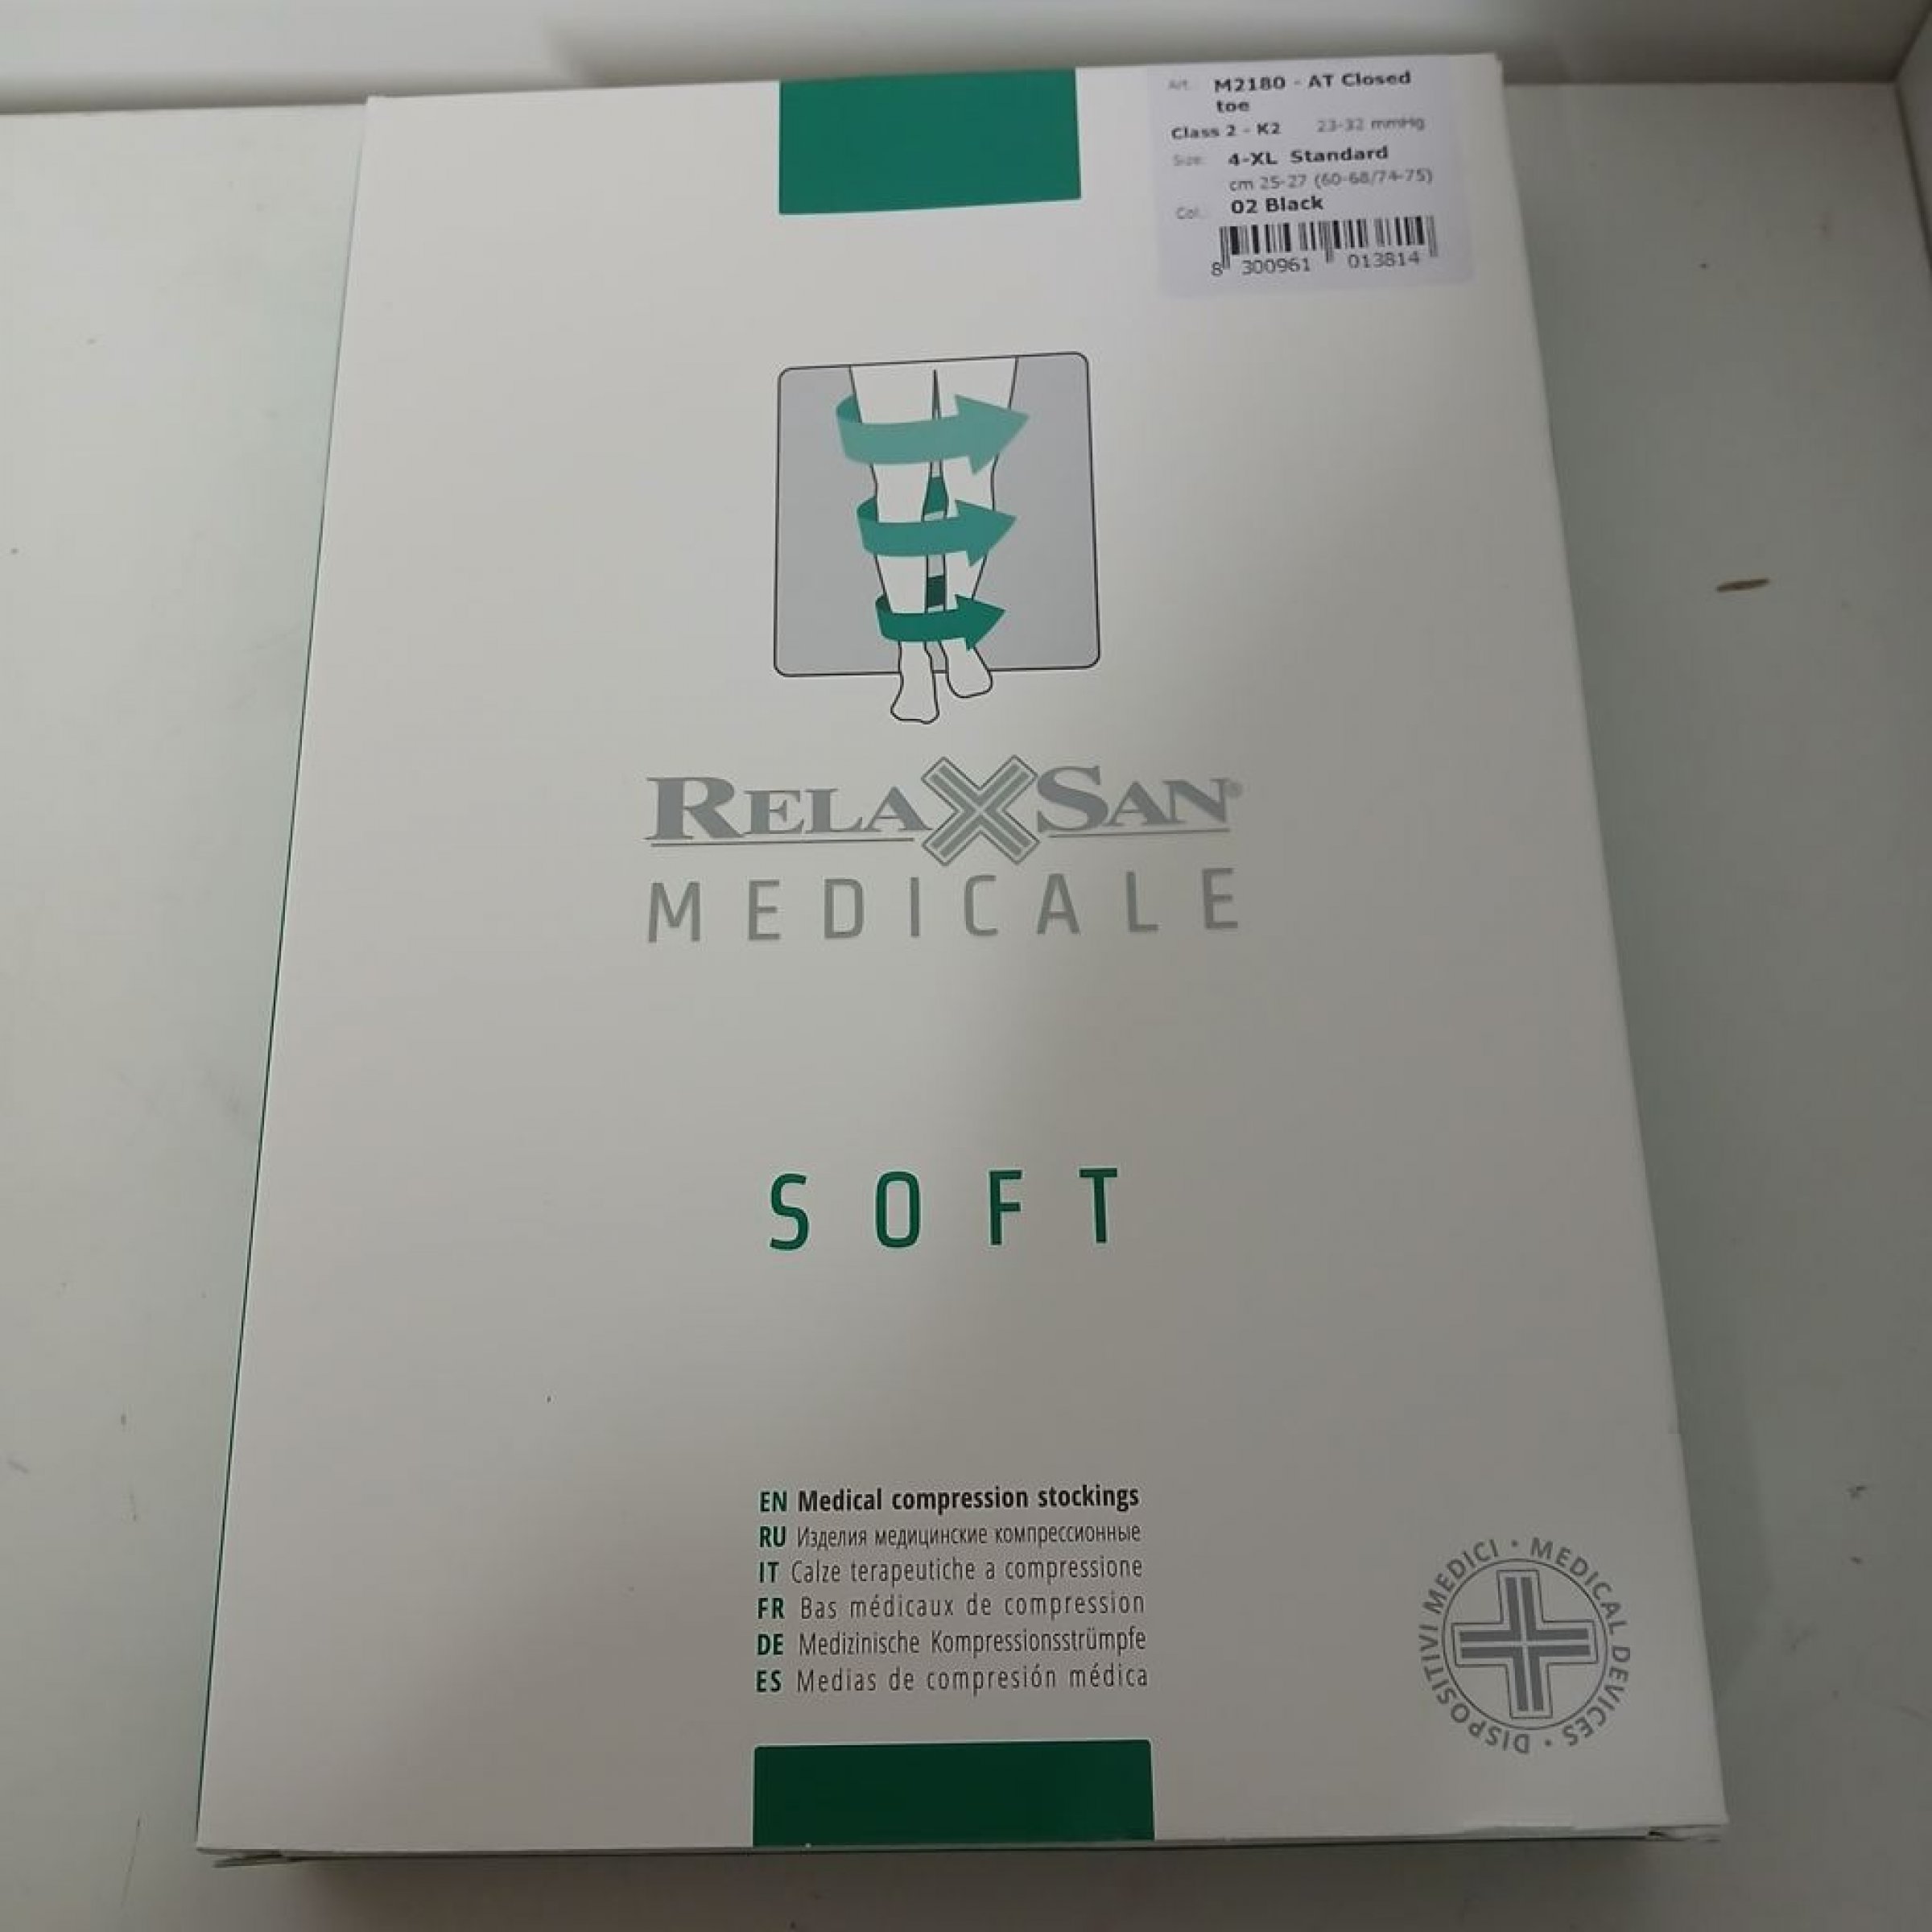 Art. M2180 - AT Closed
toe
Class 2 - K2 23-32 mmHg
Size: 4-XL Standard
cm 25-27 (60-68/74-75)
Col. 02 Black
8 300961 013814
RELAXSAN®
MEDICALE
SOFT
EN Medical compression stockings
RU Изделия медицинские компрессионные
IT Calze terapeutiche a compressione
FR Bas médicaux de compression
DE Medizinische Kompressionsstrümpfe
ES Medias de compresión médica
DISPOSITIVI MEDICI • MEDICAL DEVICES •